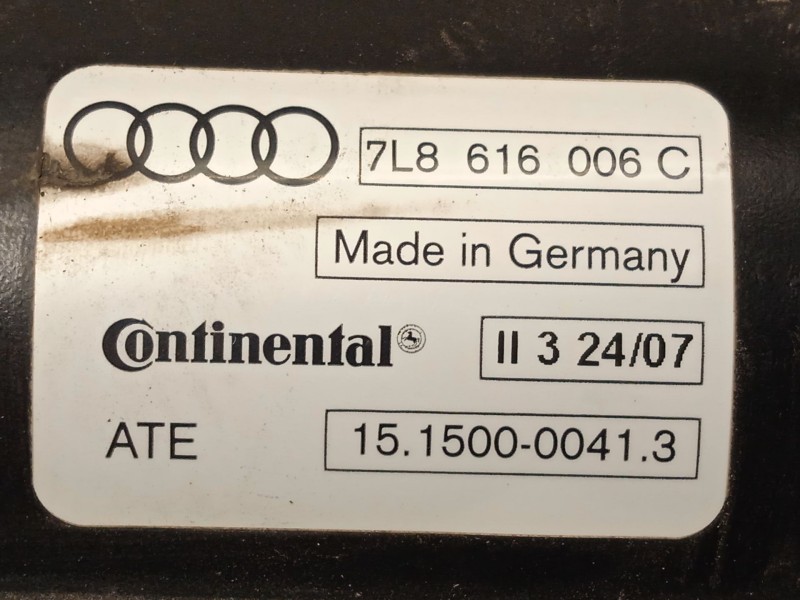 7L8 616 006 C
Made in Germany
Continental
II 3 24/07
ATE
15.1500-0041.3